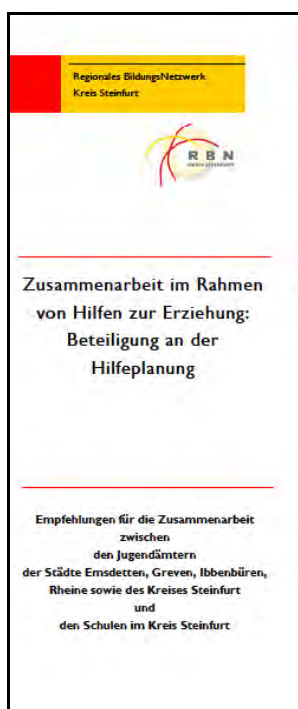 Regionales BildungsNetzwerk
Kreis Steinfurt
RBN
Zusammenarbeit im Rahmen
von Hilfen zur Erziehung:
Beteiligung an der
Hilfeplanung
Empfehlungen für die Zusammenarbeit
zwischen
den Jugendämtern
der Städte Emsdetten, Greven, Ibbenbüren,
Rheine sowie des Kreises Steinfurt
und
den Schulen im Kreis Steinfurt